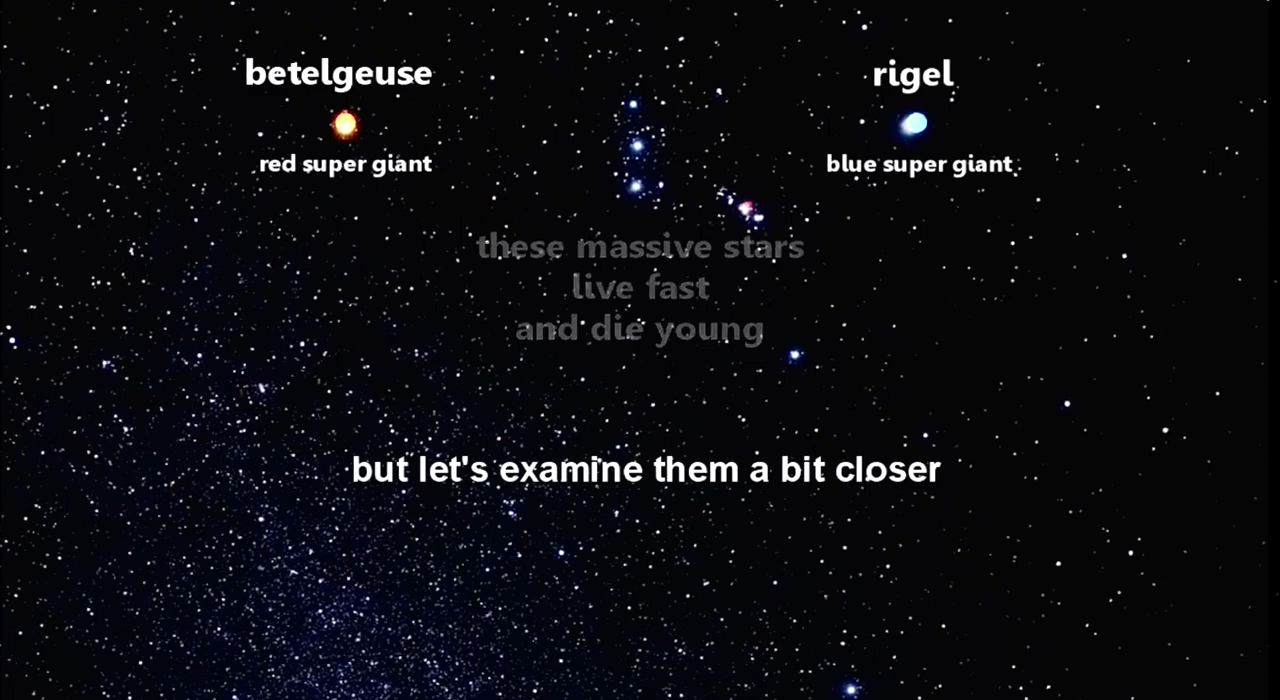 betelgeuse
rigel
red super giant
blue super giant
these massive stars
live fast
and die young
but let's examine them a bit closer